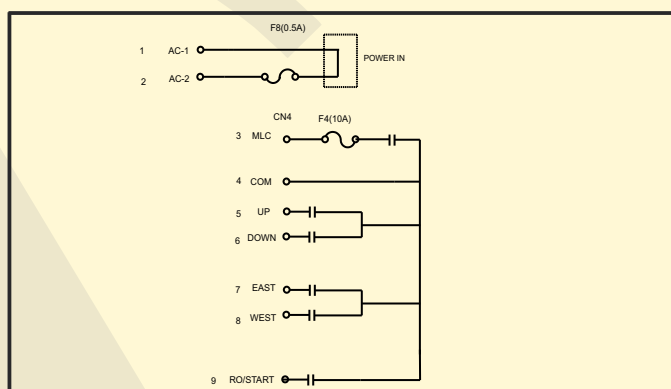 F8(0.5A)
1 AC-1
POWER IN
2 AC-2
CN4 F4(10A)
3 MLC
4 COM
5 UP
6 DOWN
7 EAST
8 WEST
9 RO/START